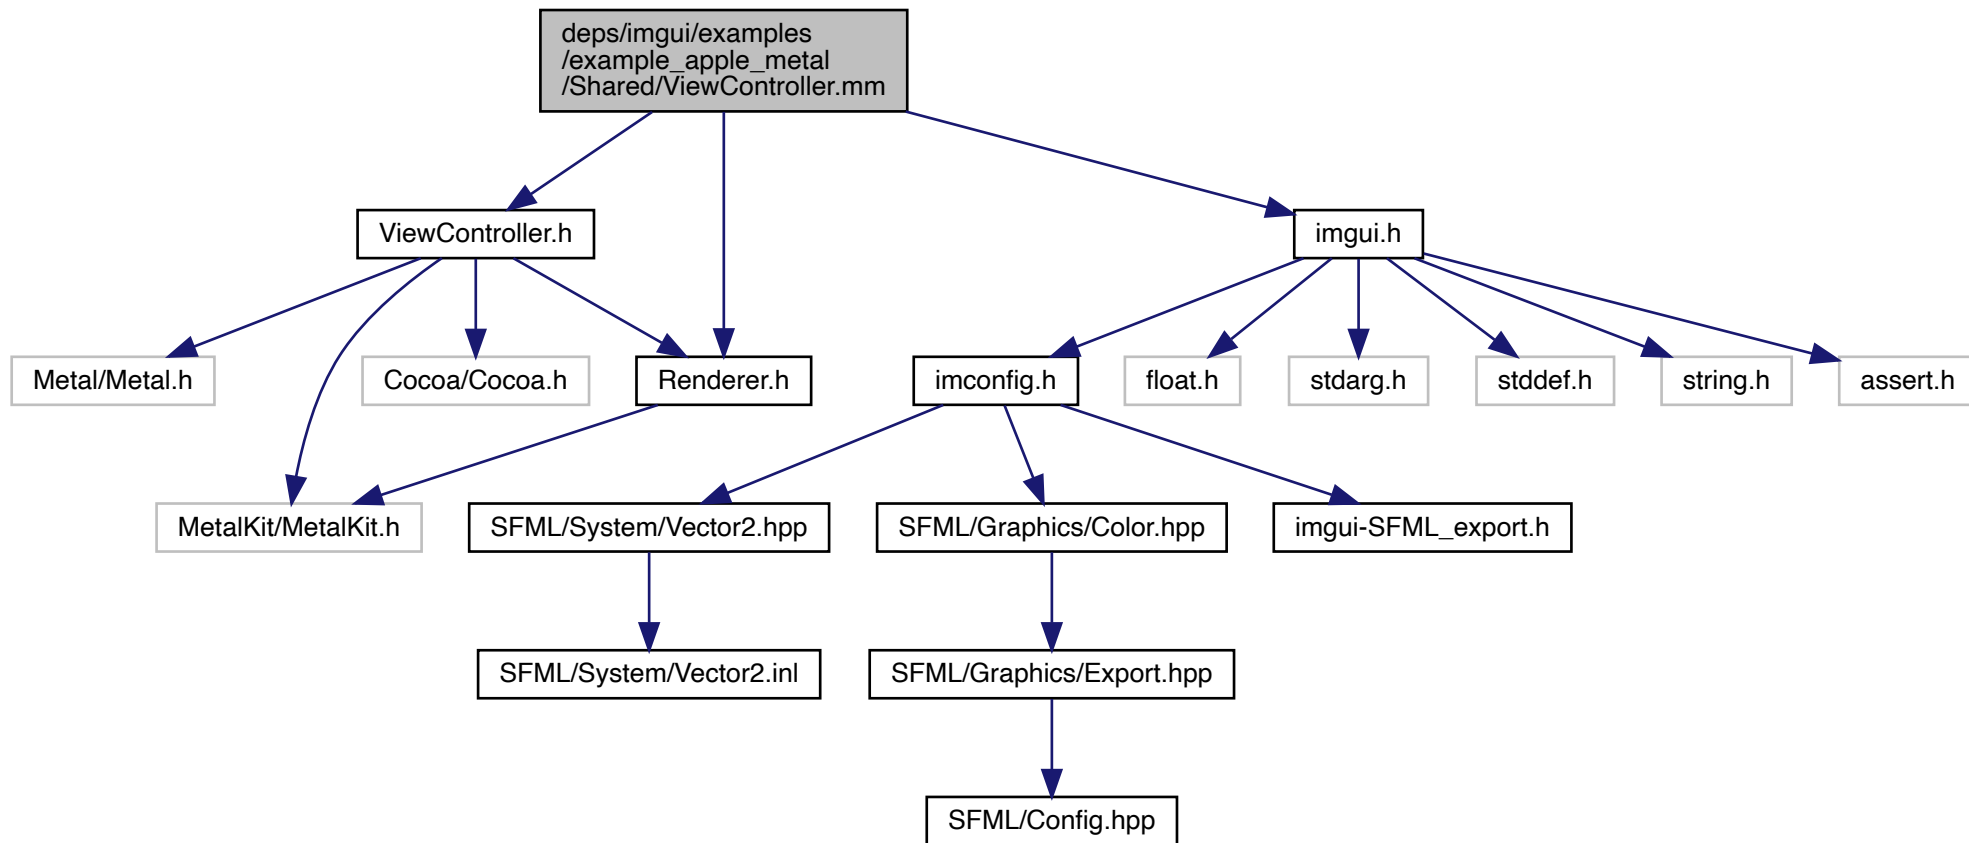 deps/imgui/examples
/example_apple_metal
/Shared/ViewController.mm
ViewController.h
imgui.h
Metal/Metal.h
Cocoa/Cocoa.h
Renderer.h
imconfig.h
float.h
stdarg.h
stddef.h
string.h
assert.h
MetalKit/MetalKit.h
SFML/System/Vector2.hpp
SFML/Graphics/Color.hpp
imgui-SFML_export.h
SFML/System/Vector2.inl
SFML/Graphics/Export.hpp
SFML/Config.hpp